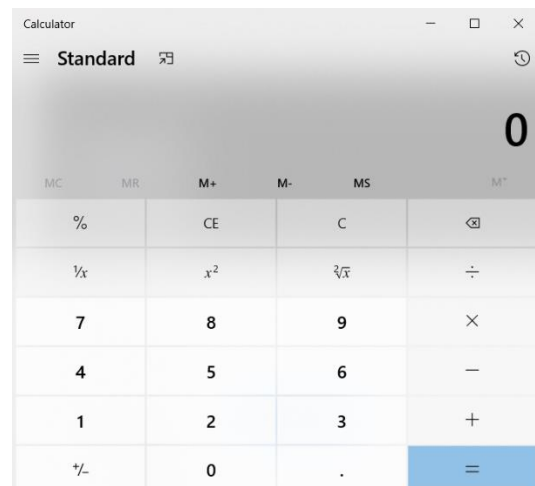 Calculator
Standard
0
MC MR M+ M- MS M˅
% CE C
⅟x x² ²√x ÷
7 8 9 ×
4 5 6 −
1 2 3 +
+/− 0 . =